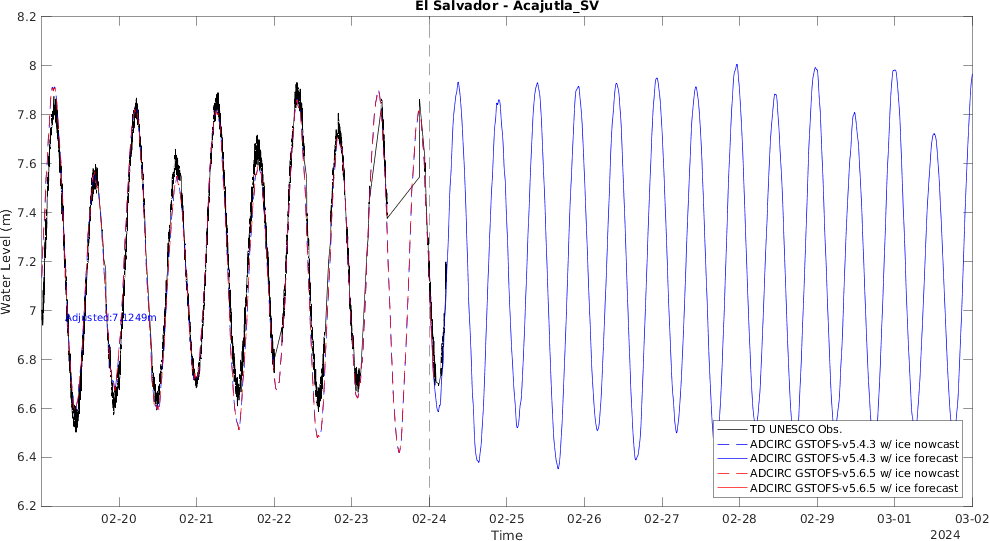 El Salvador - Acajutla_SV
8.2
8
7.8
7.6
7.4
7.2
7
6.8
6.6
6.4
6.2
Water Level (m)
Adjusted:7.1249m
TD UNESCO Obs.
ADCIRC GSTOFS-v5.4.3 w/ ice nowcast
ADCIRC GSTOFS-v5.4.3 w/ ice forecast
ADCIRC GSTOFS-v5.6.5 w/ ice nowcast
ADCIRC GSTOFS-v5.6.5 w/ ice forecast
02-20 02-21 02-22 02-23 02-24 02-25 02-26 02-27 02-28 02-29 03-01 03-02
Time
2024